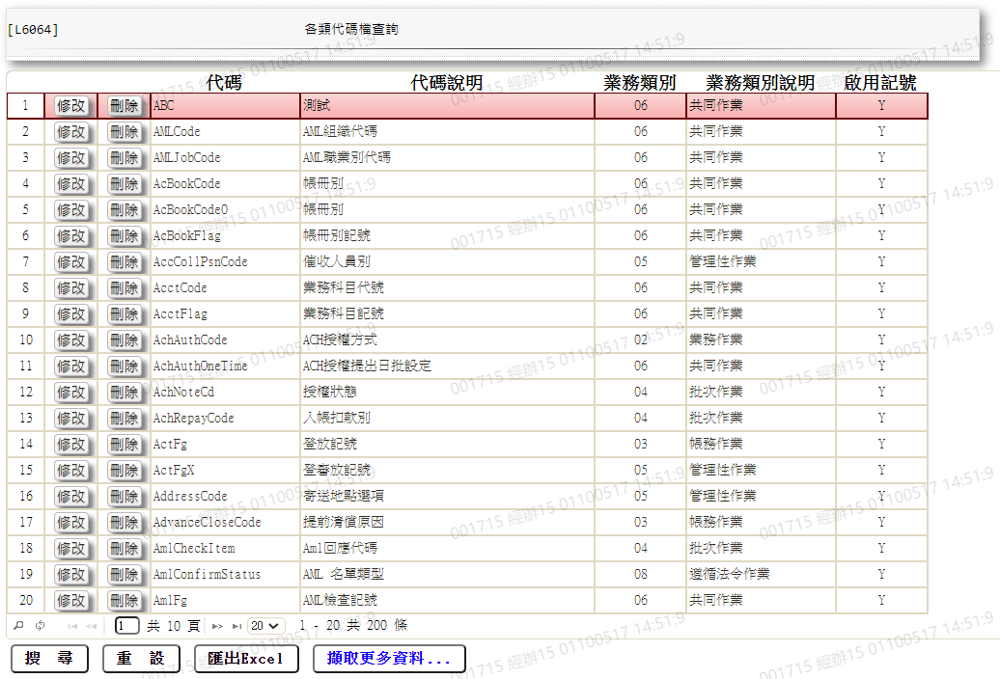 [L6064] 各類代碼檔查詢
代碼 代碼說明 業務類別 業務類別說明 啟用記號
1 修改 刪除 ABC 測試 06 共同作業 Y
2 修改 刪除 AMLCode AML組織代碼 06 共同作業 Y
3 修改 刪除 AMLJobCode AML職業別代碼 06 共同作業 Y
4 修改 刪除 AcBookCode 帳冊別 06 共同作業 Y
5 修改 刪除 AcBookCodeO 帳冊別 06 共同作業 Y
6 修改 刪除 AcBookFlag 帳冊別記號 06 共同作業 Y
7 修改 刪除 AccCollPsnCode 催收人員別 05 管理性作業 Y
8 修改 刪除 AcctCode 業務科目代號 06 共同作業 Y
9 修改 刪除 AcctFlag 業務科目記號 06 共同作業 Y
10 修改 刪除 AchAuthCode ACH授權方式 02 業務作業 Y
11 修改 刪除 AchAuthOneTime ACH授權提出日批設定 06 共同作業 Y
12 修改 刪除 AchNoteCd 授權狀態 04 批次作業 Y
13 修改 刪除 AchRepayCode 入帳扣款別 04 批次作業 Y
14 修改 刪除 ActFg 登放記號 03 帳務作業 Y
15 修改 刪除 ActFgX 登審放記號 05 管理性作業 Y
16 修改 刪除 AddressCode 寄送地點選項 05 管理性作業 Y
17 修改 刪除 AdvanceCloseCode 提前清償原因 03 帳務作業 Y
18 修改 刪除 AmlCheckItem Aml回應代碼 04 批次作業 Y
19 修改 刪除 AmlConfirmStatus AML 名單類型 08 遵循法令作業 Y
20 修改 刪除 AmlFg AML檢查記號 06 共同作業 Y
1 共 10 頁 20 1 - 20 共 200 條
搜 尋 重 設 匯出Excel 擷取更多資料...
001715 經辦15 01100517 14:51:9